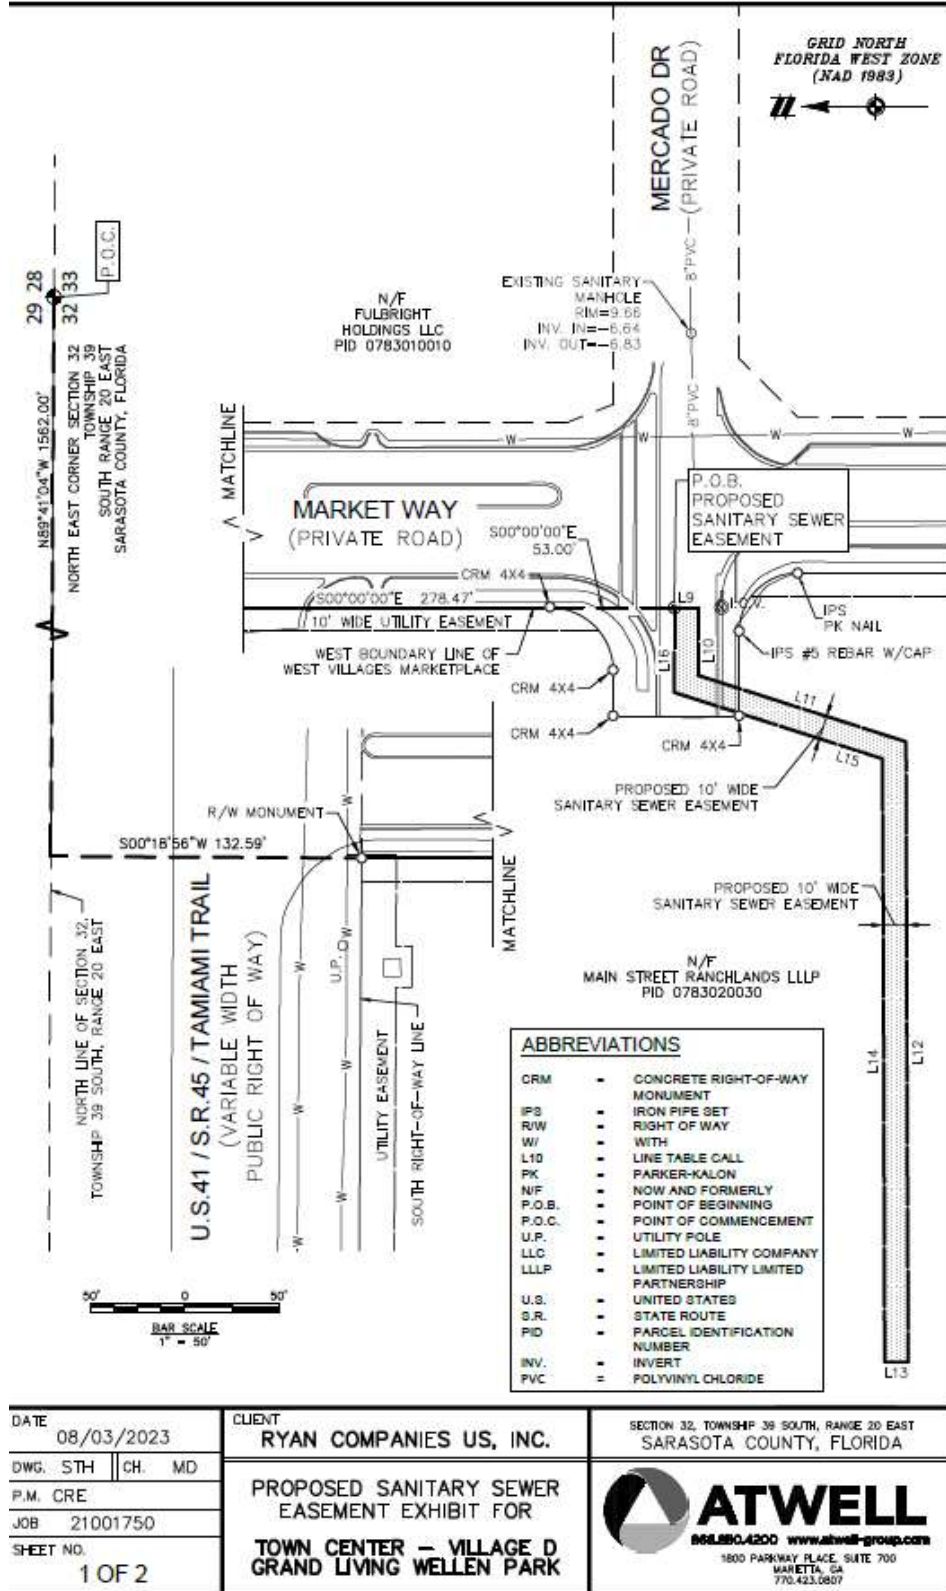 GRID NORTH
FLORIDA WEST ZONE
(NAD 1983)
MERCADO DR
(PRIVATE ROAD)
8"PVC
8"PVC
P.O.C.
29 28
32 33
NORTH EAST CORNER SECTION 32
TOWNSHIP 39
SOUTH RANGE 20 EAST
SARASOTA COUNTY, FLORIDA
N89°41'04"W 1562.00'
N/F
FULBRIGHT
HOLDINGS LLC
PID 0783010010
EXISTING SANITARY
MANHOLE
RIM=9.66
INV. IN=-6.64
INV. OUT=-6.83
MATCHLINE
W
W
W
W
MARKET WAY
(PRIVATE ROAD)
S00°00'00"E
53.00'
P.O.B.
PROPOSED
SANITARY SEWER
EASEMENT
CRM 4X4
S00°00'00"E 278.47'
10' WIDE UTILITY EASEMENT
L9
I.C.V.
IPS
PK NAIL
L16
L10
IPS #5 REBAR W/CAP
WEST BOUNDARY LINE OF
WEST VILLAGES MARKETPLACE
CRM 4X4
L11
CRM 4X4
CRM 4X4
L15
PROPOSED 10' WIDE
SANITARY SEWER EASEMENT
R/W MONUMENT
W
S00°18'56"W 132.59'
MATCHLINE
PROPOSED 10' WIDE
SANITARY SEWER EASEMENT
NORTH LINE OF SECTION 32,
TOWNSHIP 39 SOUTH, RANGE 20 EAST
U.S.41 / S.R.45 / TAMIAMI TRAIL
(VARIABLE WIDTH
PUBLIC RIGHT OF WAY)
W
W
U.P.
W
W
W
W
W
UTILITY EASEMENT
SOUTH RIGHT-OF-WAY LINE
N/F
MAIN STREET RANCHLANDS LLLP
PID 0783020030
L14
L12
L13
ABBREVIATIONS
CRM - CONCRETE RIGHT-OF-WAY
MONUMENT
IPS - IRON PIPE SET
R/W - RIGHT OF WAY
W/ - WITH
L10 - LINE TABLE CALL
PK - PARKER-KALON
N/F - NOW AND FORMERLY
P.O.B. - POINT OF BEGINNING
P.O.C. - POINT OF COMMENCEMENT
U.P. - UTILITY POLE
LLC - LIMITED LIABILITY COMPANY
LLLP - LIMITED LIABILITY LIMITED
PARTNERSHIP
U.S. - UNITED STATES
S.R. - STATE ROUTE
PID - PARCEL IDENTIFICATION
NUMBER
INV. - INVERT
PVC = POLYVINYL CHLORIDE
50' 0 50'
BAR SCALE
1" = 50'
DATE
08/03/2023
DWG. STH CH. MD
P.M. CRE
JOB 21001750
SHEET NO.
1 OF 2
CLIENT
RYAN COMPANIES US, INC.
PROPOSED SANITARY SEWER
EASEMENT EXHIBIT FOR
TOWN CENTER – VILLAGE D
GRAND LIVING WELLEN PARK
SECTION 32, TOWNSHIP 39 SOUTH, RANGE 20 EAST
SARASOTA COUNTY, FLORIDA
ATWELL
866.850.4200 www.atwell-group.com
1800 PARKWAY PLACE, SUITE 700
MARIETTA, GA
770.423.0807